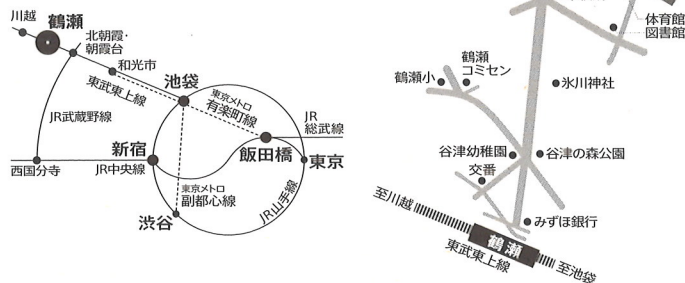 川越
鶴瀬
北朝霞・
朝霞台
和光市
東武東上線
池袋
東京メトロ
有楽町線
JR武蔵野線
JR
総武線
新宿
飯田橋
東京
西国分寺
JR中央線
東京メトロ
副都心線
JR山手線
渋谷
体育館
図書館
鶴瀬
コミセン
鶴瀬小
氷川神社
谷津幼稚園
谷津の森公園
交番
至川越
みずほ銀行
鶴瀬
東武東上線
至池袋